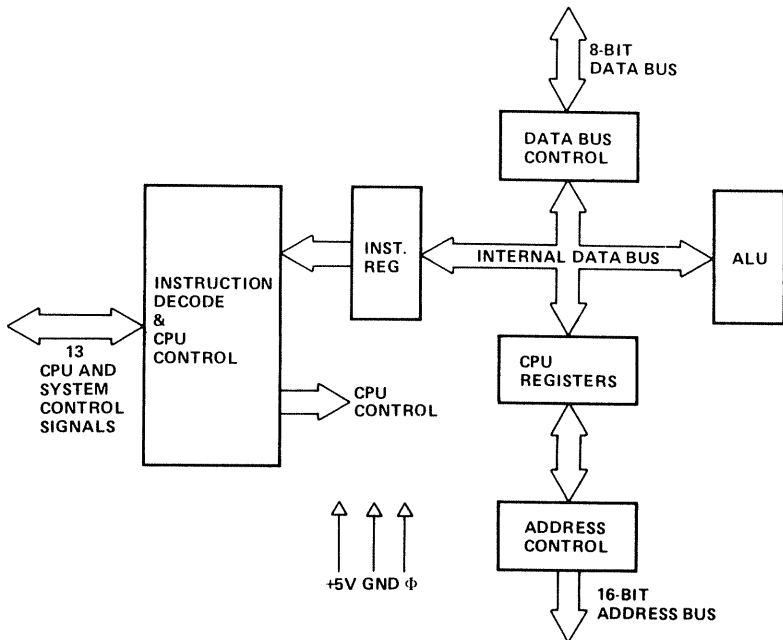 8-BIT
DATA BUS
DATA BUS
CONTROL
INST.
REG
INTERNAL DATA BUS
ALU
INSTRUCTION
DECODE
&
CPU
CONTROL
13
CPU AND
SYSTEM
CONTROL
SIGNALS
CPU
REGISTERS
CPU
CONTROL
ADDRESS
CONTROL
+5V GND Φ
16-BIT
ADDRESS BUS